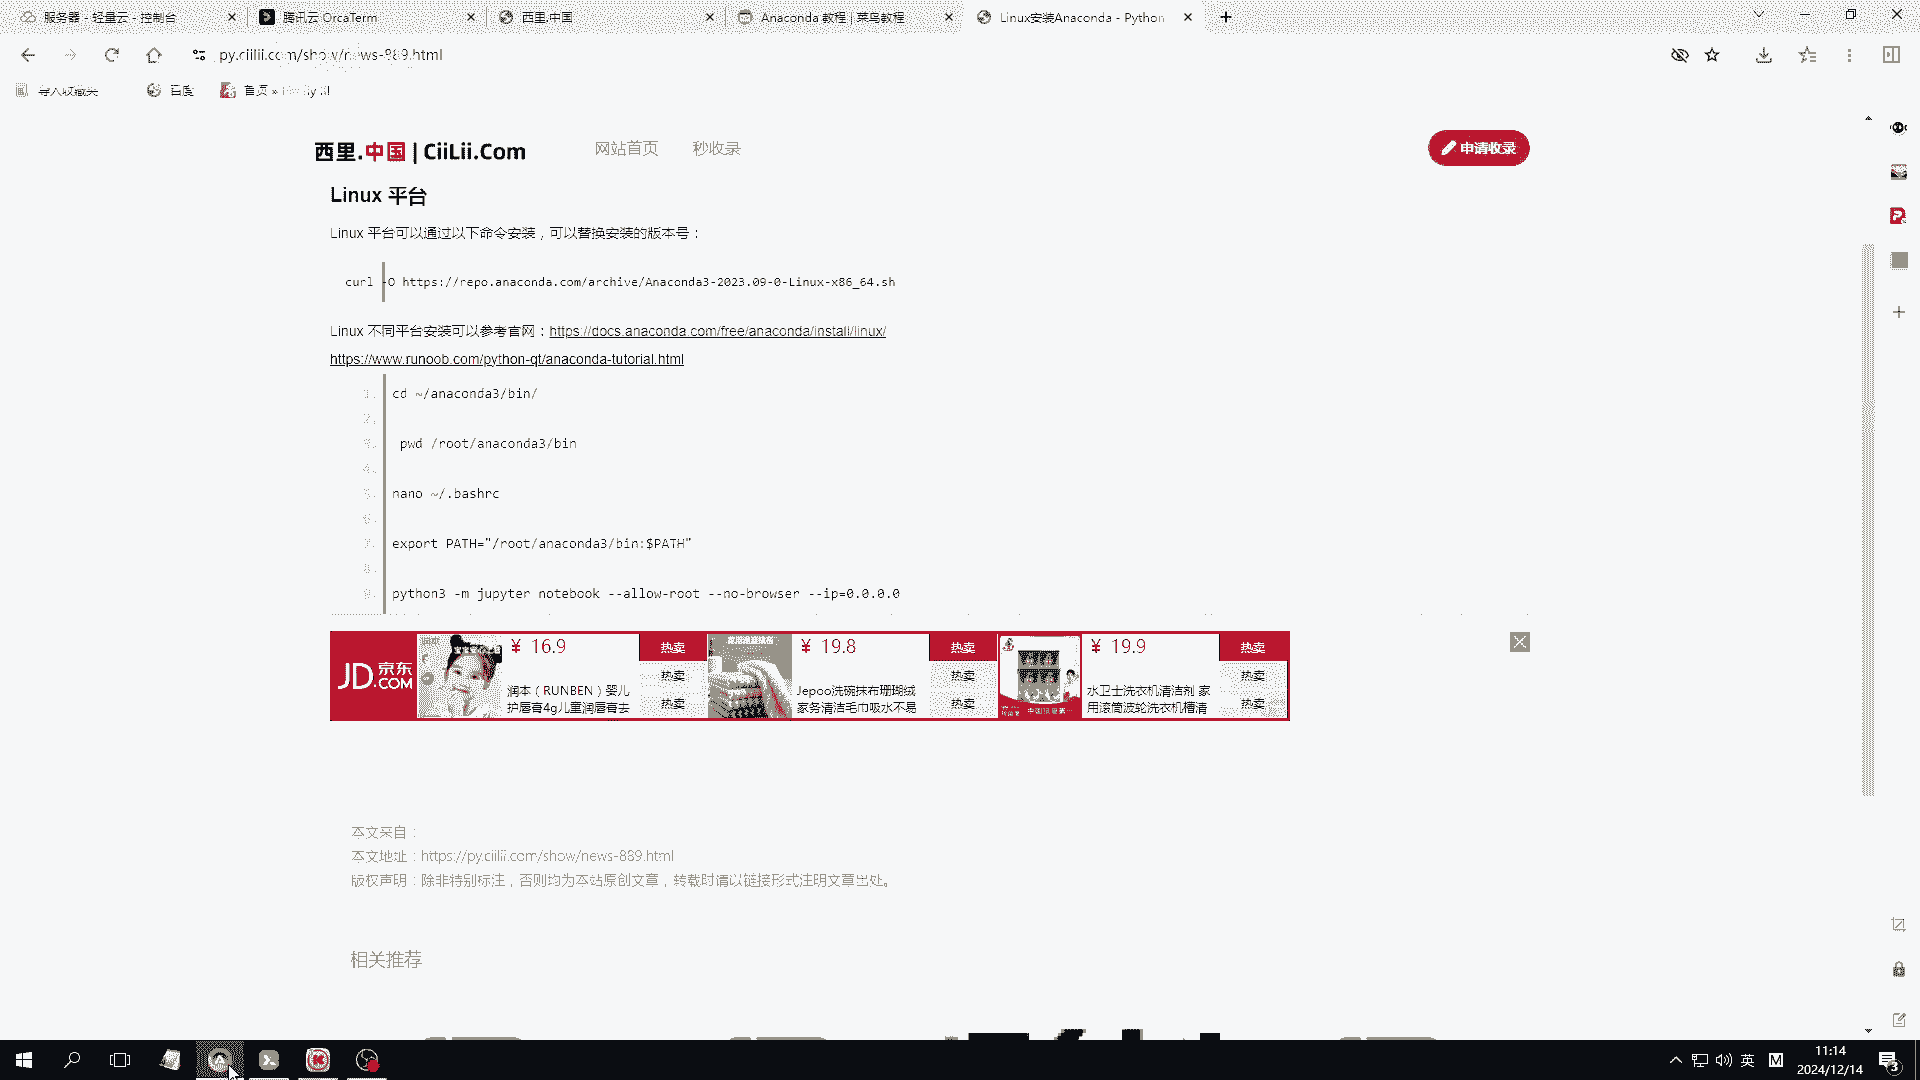 服务器 - 轻量云 - 控制台
腾讯云 OrcaTerm
西里.中国
Anaconda 教程 | 菜鸟教程
Linux安装Anaconda - Python
py.ciilii.com/show/news-889.html
导入收藏夹
百度
首页 »
西里.中国 | CiiLii.Com
网站首页
秒收录
申请收录
Linux 平台
Linux 平台可以通过以下命令安装，可以替换安装的版本号：
curl -O https://repo.anaconda.com/archive/Anaconda3-2023.09-0-Linux-x86_64.sh
Linux 不同平台安装可以参考官网：https://docs.anaconda.com/free/anaconda/install/linux/
https://www.runoob.com/python-qt/anaconda-tutorial.html
1. cd ~/anaconda3/bin/
2.
3. pwd /root/anaconda3/bin
4.
5. nano ~/.bashrc
6.
7. export PATH="/root/anaconda3/bin:$PATH"
8.
9. python3 -m jupyter notebook --allow-root --no-browser --ip=0.0.0.0
JD.COM 京东
¥ 16.9
热卖
润本（RUNBEN）婴儿
护唇膏4g儿童润唇膏去
热卖
热卖
¥ 19.8
热卖
Jepoo洗碗抹布珊瑚绒
家务清洁毛巾吸水不易
热卖
热卖
¥ 19.9
热卖
水卫士洗衣机清洁剂 家
用滚筒波轮洗衣机槽清
热卖
热卖
本文来自：
本文地址：https://py.ciilii.com/show/news-889.html
版权声明：除非特别标注，否则均为本站原创文章，转载时请以链接形式注明文章出处。
相关推荐
英
M
11:14
2024/12/14
3